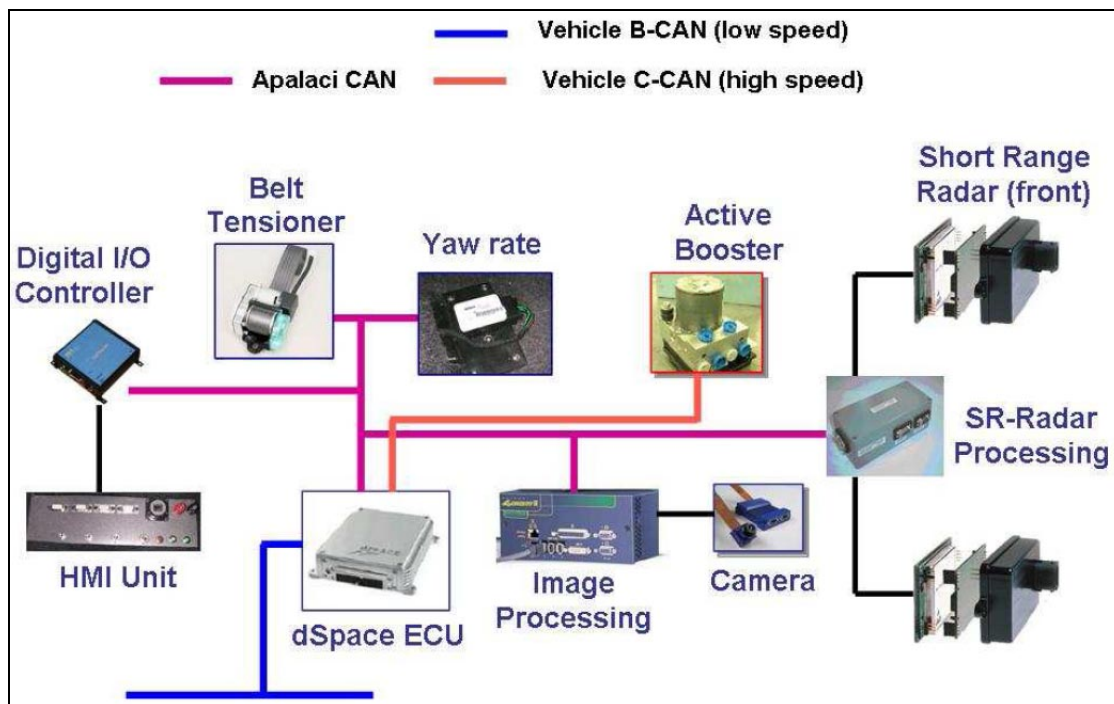 Vehicle B-CAN (low speed)
Apalaci CAN
Vehicle C-CAN (high speed)
Short Range
Radar (front)
Belt
Tensioner
Yaw rate
Active
Booster
Digital I/O
Controller
SR-Radar
Processing
HMI Unit
dSpace ECU
Image
Processing
Camera